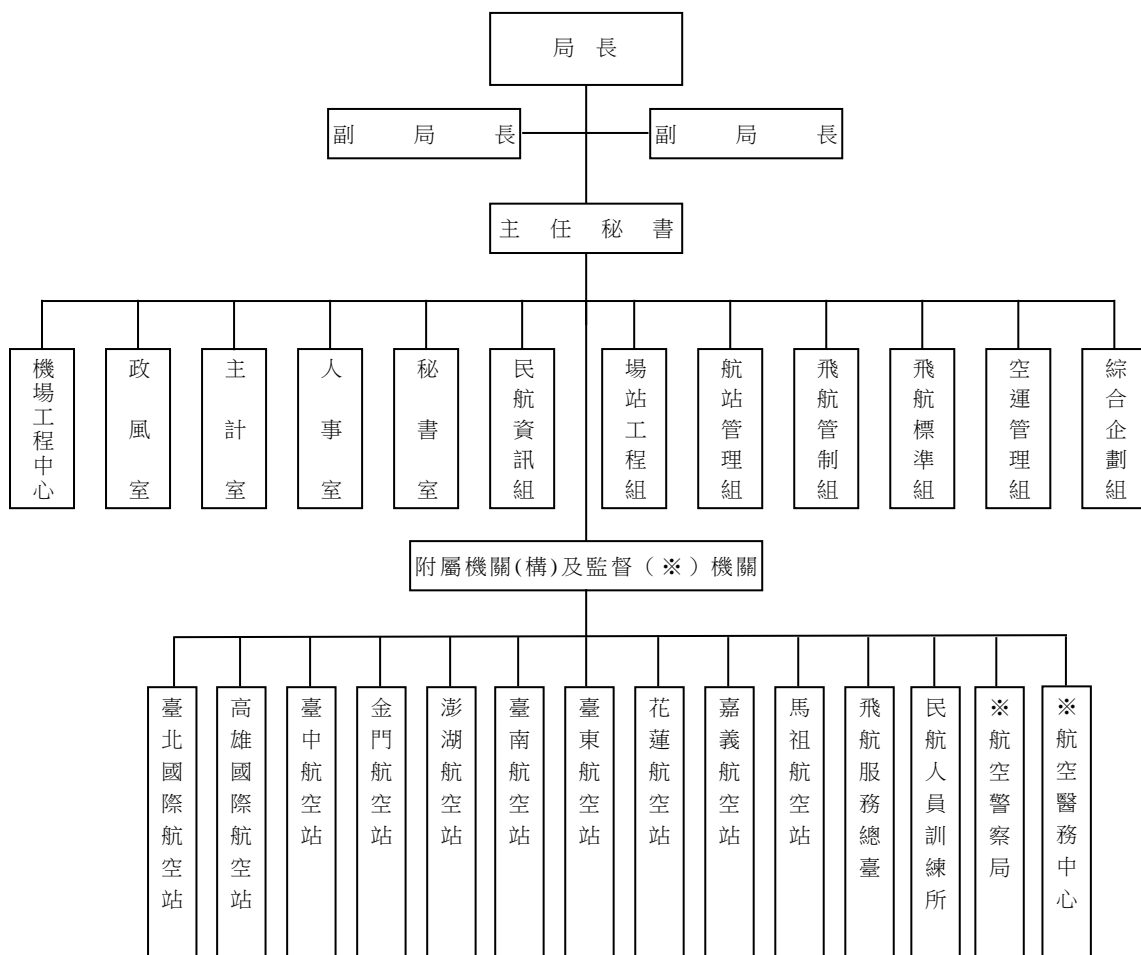 局長
副局長
副局長
主任秘書
機場工程中心
政風室
主計室
人事室
秘書室
民航資訊組
場站工程組
航站管理組
飛航管制組
飛航標準組
空運管理組
綜合企劃組
附屬機關(構)及監督（※）機關
臺北國際航空站
高雄國際航空站
臺中航空站
金門航空站
澎湖航空站
臺南航空站
臺東航空站
花蓮航空站
嘉義航空站
馬祖航空站
飛航服務總臺
民航人員訓練所
※航空警察局
※航空醫務中心